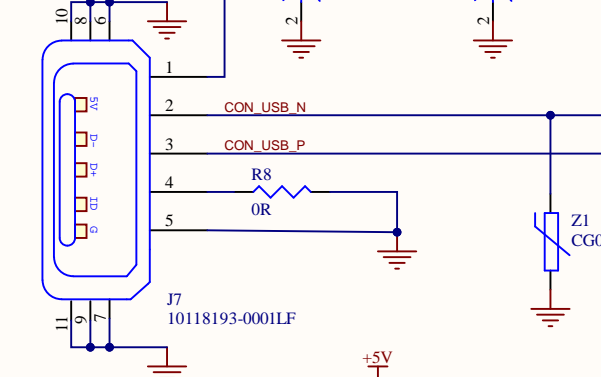 10 8 6
2
2
1
2 CON_USB_N
3 CON_USB_P
4
5
R8
0R
5V
D-
D+
ID
G
Z1
J7
10118193-0001LF
11 9 7
+5V